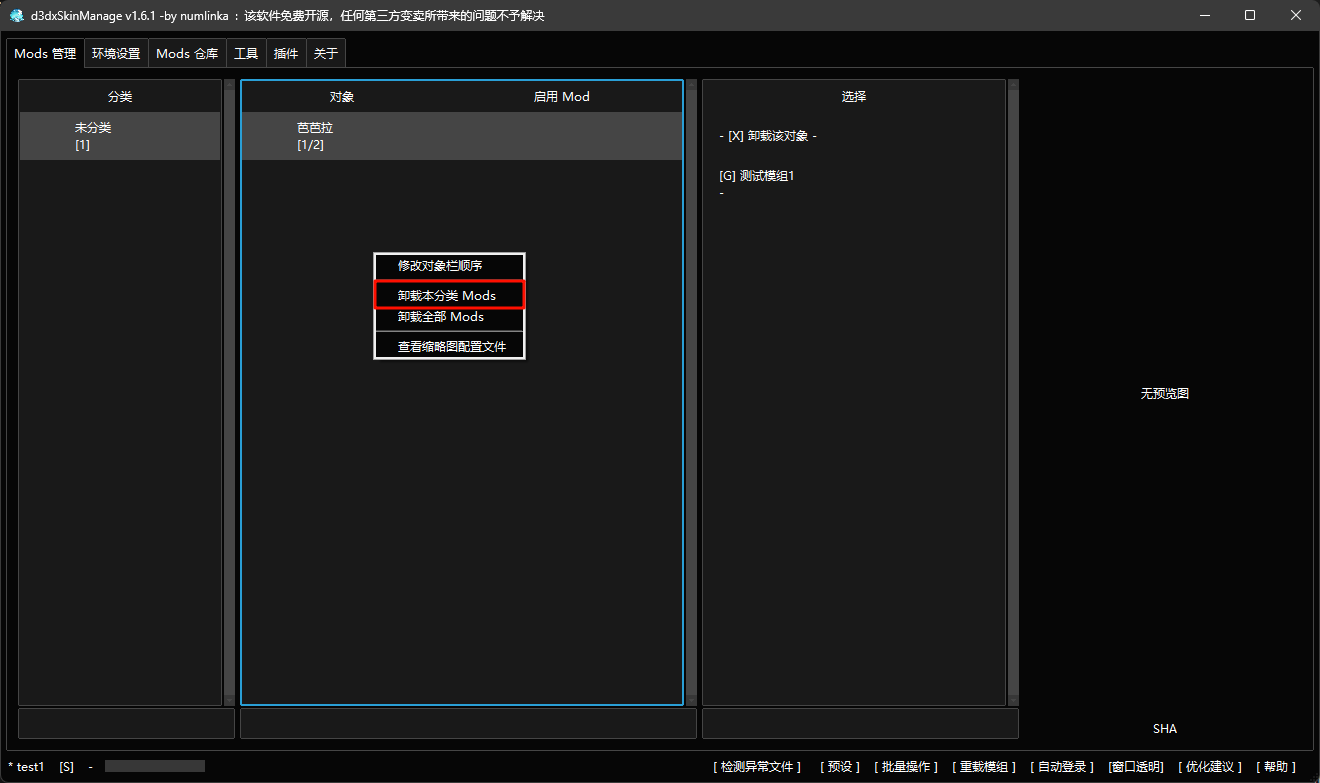 d3dxSkinManage v1.6.1 -by numlinka : 该软件免费开源，任何第三方变卖所带来的问题不予解决
Mods 管理 环境设置 Mods 仓库 工具 插件 关于
分类 对象 启用 Mod 选择
未分类
[1]
芭芭拉
[1/2]
- [X] 卸载该对象 -
[G] 测试模组1
-
修改对象栏顺序
卸载本分类 Mods
卸载全部 Mods
查看缩略图配置文件
无预览图
SHA
* test1 [S] - [ 检测异常文件 ] [ 预设 ] [ 批量操作 ] [ 重载模组 ] [ 自动登录 ] [窗口透明] [ 优化建议 ] [ 帮助 ]